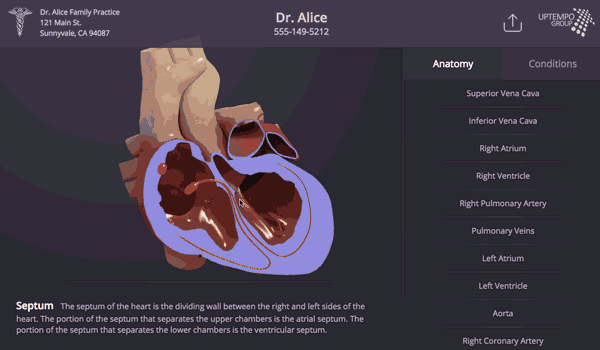 Dr. Alice Family Practice
121 Main St.
Sunnyvale, CA 94087
Dr. Alice
555-149-5212
UPTEMPO
GROUP
Anatomy
Conditions
Superior Vena Cava
Inferior Vena Cava
Right Atrium
Right Ventricle
Right Pulmonary Artery
Pulmonary Veins
Left Atrium
Left Ventricle
Aorta
Right Coronary Artery
Septum The septum of the heart is the dividing wall between the right and left sides of the
heart. The portion of the septum that separates the upper chambers is the atrial septum. The
portion of the septum that separates the lower chambers is the ventricular septum.